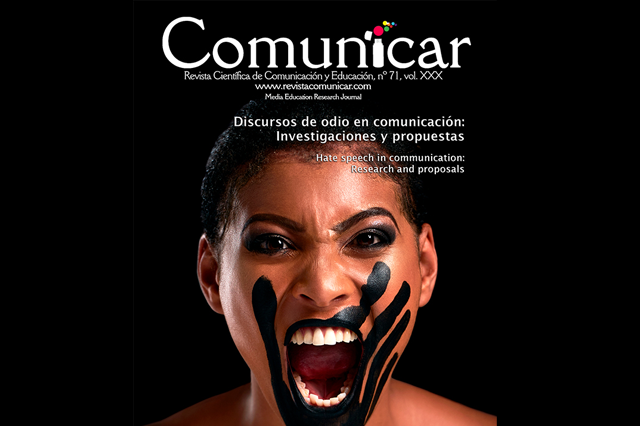 Comunicar
Revista Científica de Comunicación y Educación, nº 71, vol. XXX
www.revistacomunicar.com
Media Education Research Journal
Discursos de odio en comunicación:
Investigaciones y propuestas
Hate speech in communication:
Research and proposals